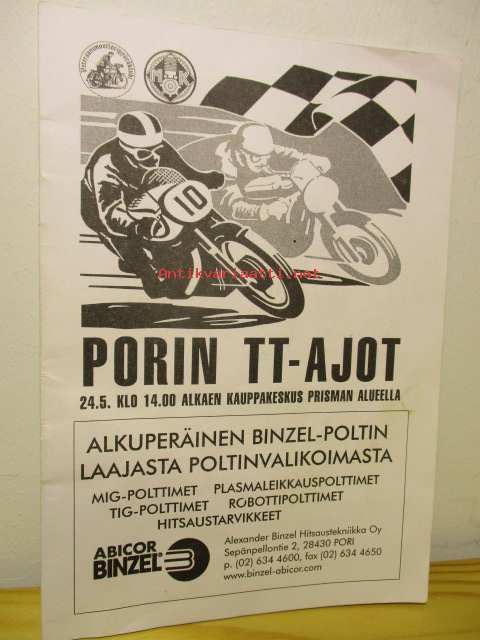 10
Antikvariaatti.net
PORIN TT-AJOT
24.5. KLO 14.00 ALKAEN KAUPPAKESKUS PRISMAN ALUEELLA
ALKUPERÄINEN BINZEL-POLTIN
LAAJASTA POLTINVALIKOIMASTA
MIG-POLTTIMET PLASMALEIKKAUSPOLTTIMET
TIG-POLTTIMET ROBOTTIPOLTTIMET
HITSAUSTARVIKKEET
ABICOR
BINZEL®
Alexander Binzel Hitsaustekniikka Oy
Sepänpellontie 2, 28430 PORI
p. (02) 634 4600, fax (02) 634 4650
www.binzel-abicor.com